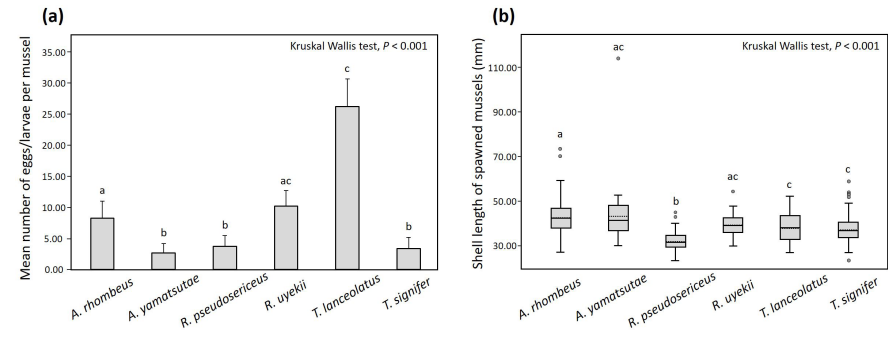 (a)
Kruskal Wallis test, P < 0.001
Mean number of eggs/larvae per mussel
35.00
30.00
25.00
20.00
15.00
10.00
5.00
0.00
a
b
b
ac
c
b
A. rhombeus
A. yamatsutae
R. pseudosericeus
R. uyekii
T. lanceolatus
T. signifer
(b)
Kruskal Wallis test, P < 0.001
Shell length of spawned mussels (mm)
110.00
90.00
70.00
50.00
30.00
a
ac
b
ac
c
c
A. rhombeus
A. yamatsutae
R. pseudosericeus
R. uyekii
T. lanceolatus
T. signifer